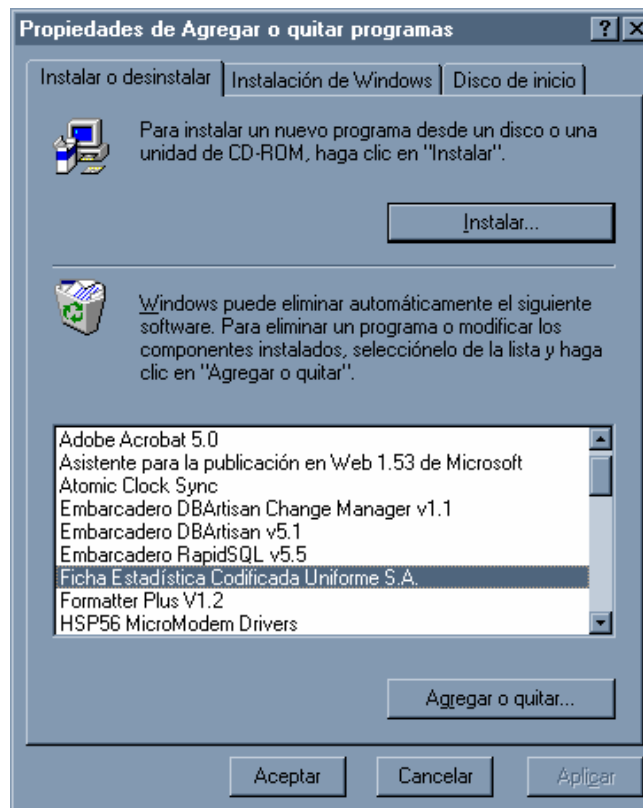 Propiedades de Agregar o quitar programas
Instalar o desinstalar
Instalación de Windows
Disco de inicio
Para instalar un nuevo programa desde un disco o una
unidad de CD-ROM, haga clic en "Instalar".
Instalar...
Windows puede eliminar automáticamente el siguiente
software. Para eliminar un programa o modificar los
componentes instalados, selecciónelo de la lista y haga
clic en "Agregar o quitar".
Adobe Acrobat 5.0
Asistente para la publicación en Web 1.53 de Microsoft
Atomic Clock Sync
Embarcadero DBArtisan Change Manager v1.1
Embarcadero DBArtisan v5.1
Embarcadero RapidSQL v5.5
Ficha Estadística Codificada Uniforme S.A.
Formatter Plus V1.2
HSP56 MicroModem Drivers
Agregar o quitar...
Aceptar
Cancelar
Aplicar